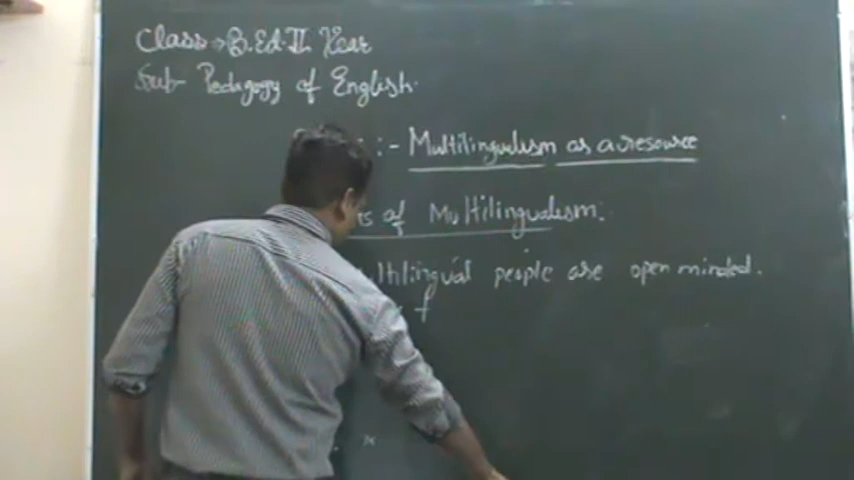 Class → B.Ed. II Year
Sub- Pedagogy of English.
:- Multilingualism as a resource
of Multilingualism:
people are open minded.